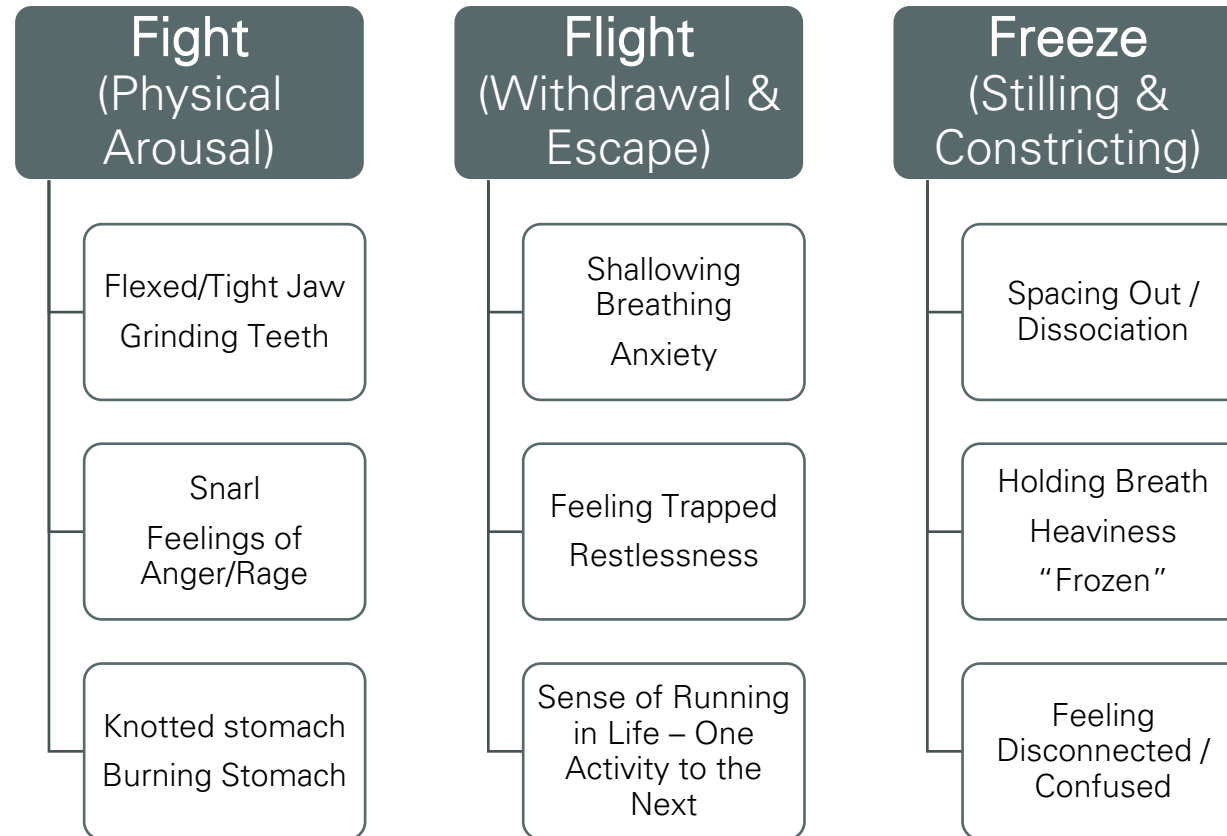 Fight
(Physical
Arousal)
Flexed/Tight Jaw
Grinding Teeth
Snarl
Feelings of
Anger/Rage
Knotted stomach
Burning Stomach
Flight
(Withdrawal &
Escape)
Shallowing
Breathing
Anxiety
Feeling Trapped
Restlessness
Sense of Running
in Life – One
Activity to the
Next
Freeze
(Stilling &
Constricting)
Spacing Out /
Dissociation
Holding Breath
Heaviness
“Frozen”
Feeling
Disconnected /
Confused